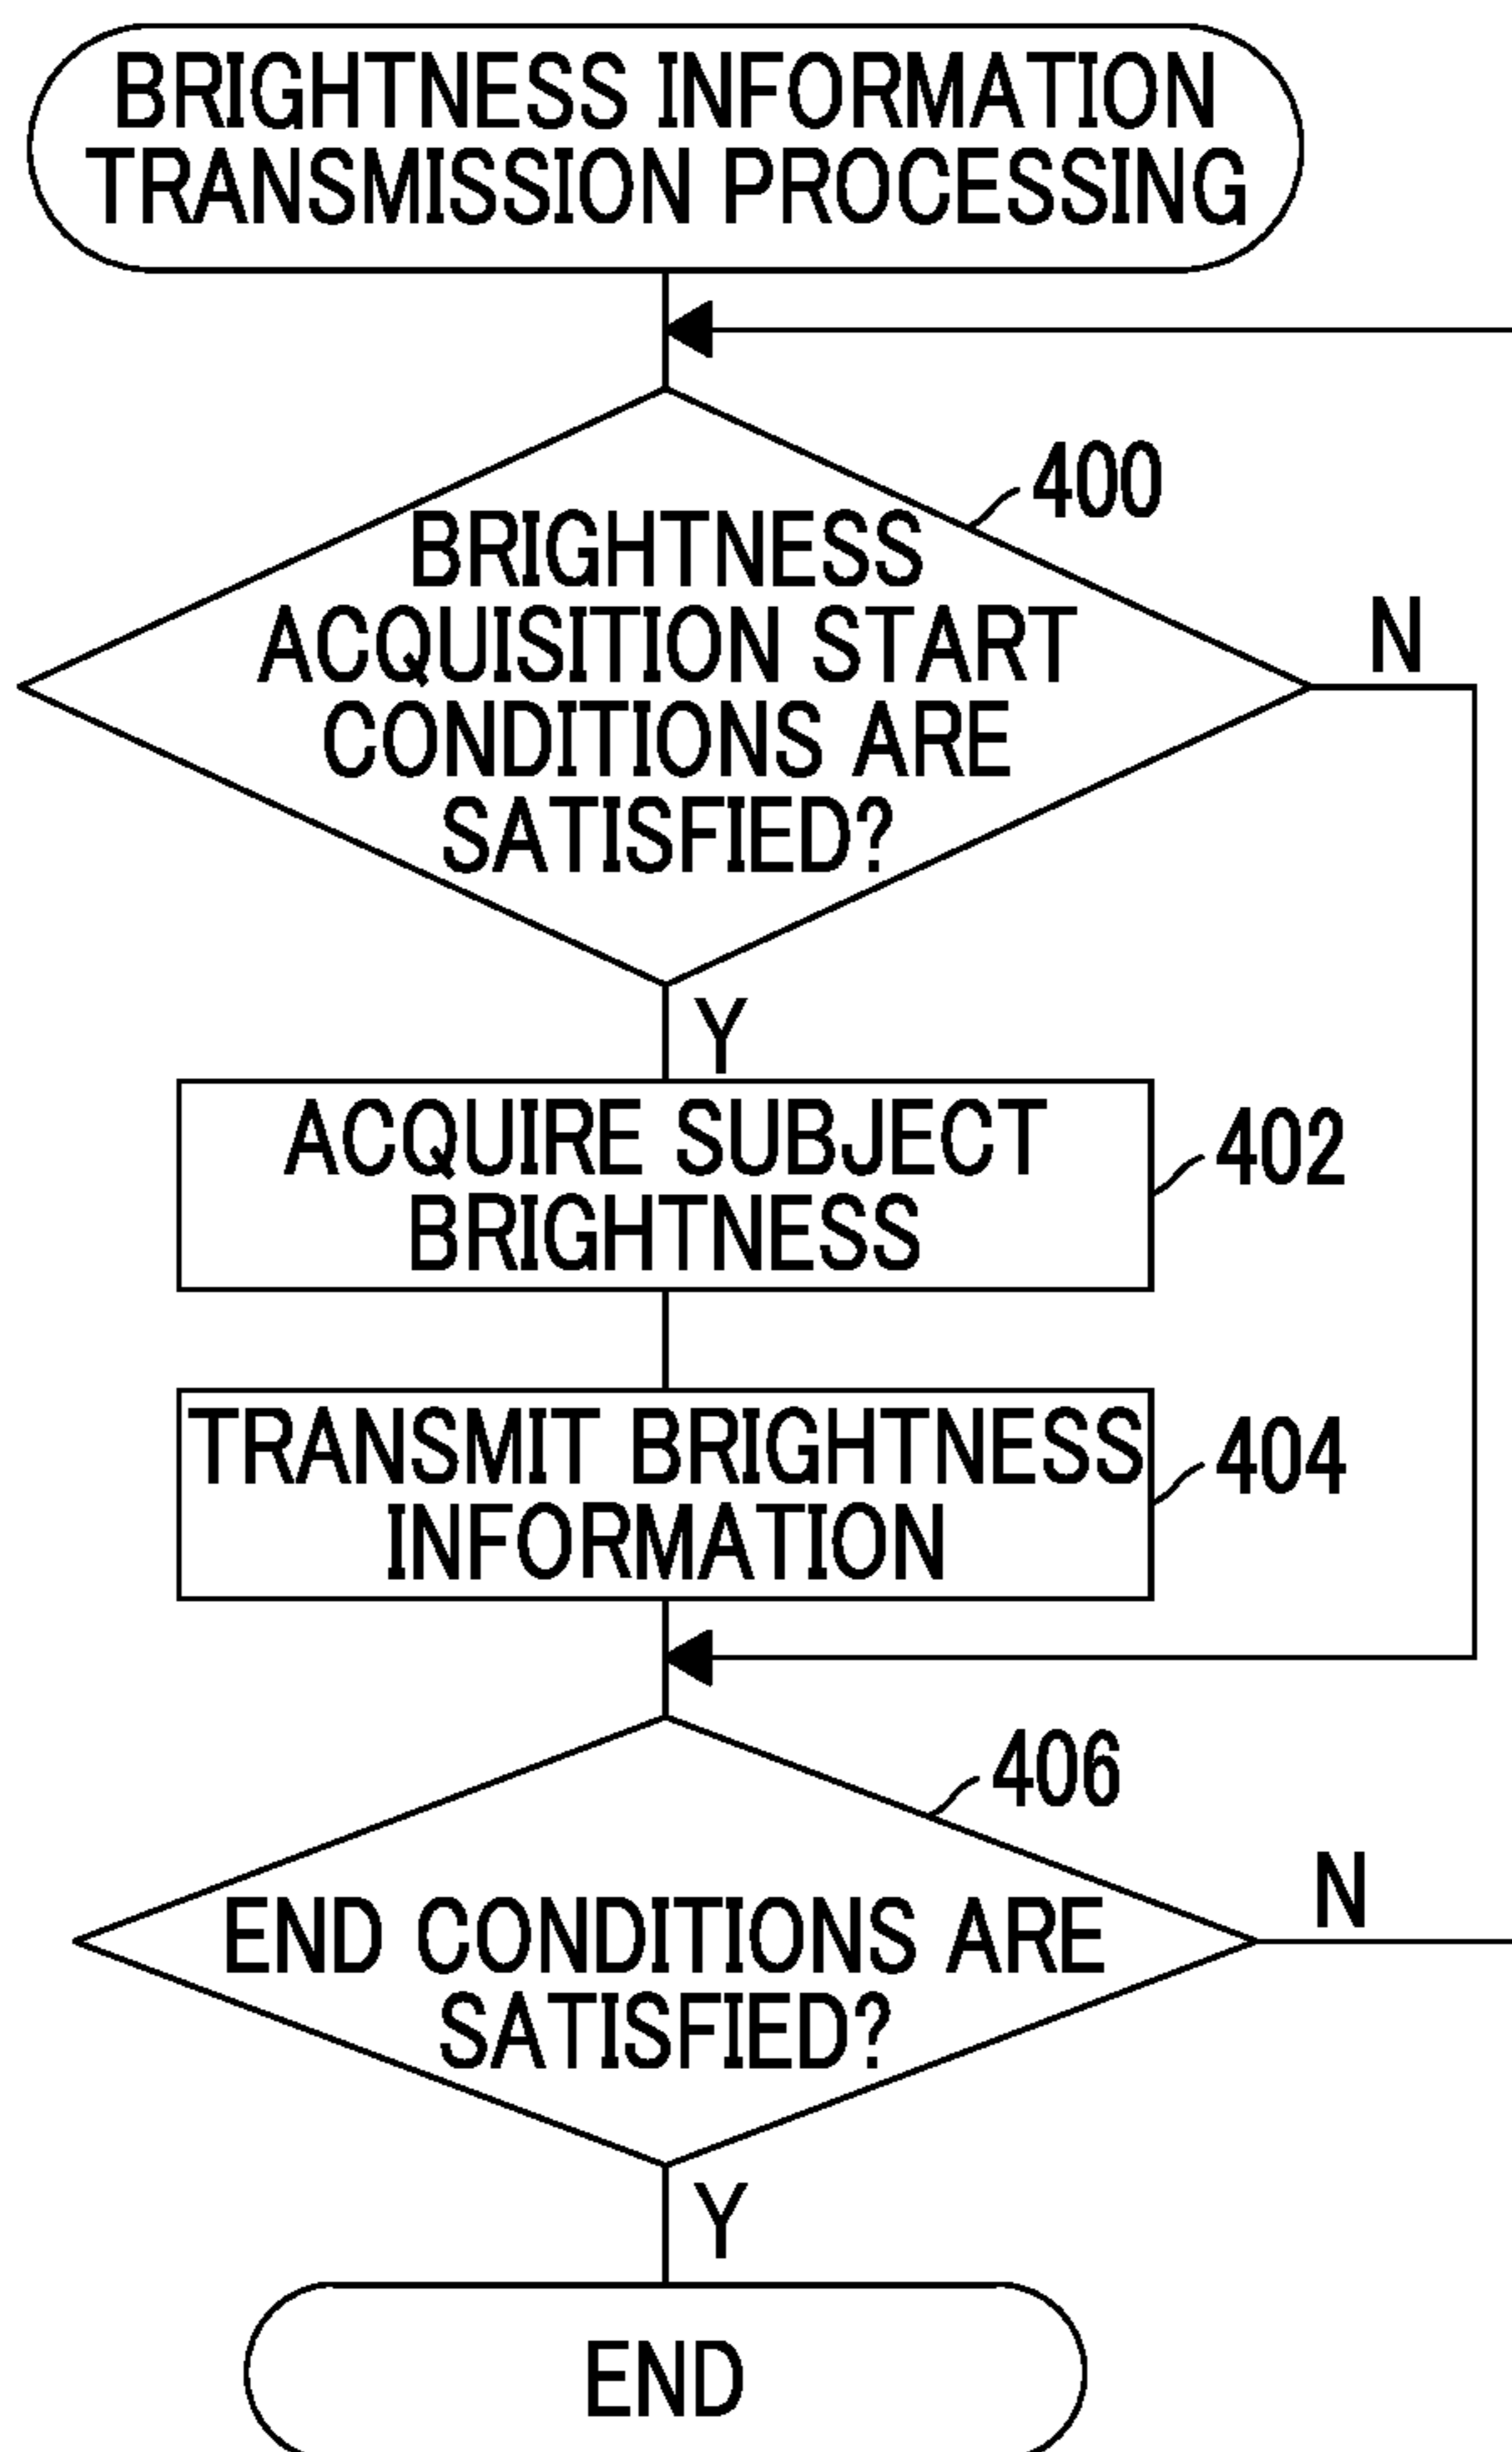 BRIGHTNESS INFORMATION
TRANSMISSION PROCESSING
400
BRIGHTNESS
ACQUISITION START
CONDITIONS ARE
SATISFIED?
N
Y
ACQUIRE SUBJECT
BRIGHTNESS
402
TRANSMIT BRIGHTNESS
INFORMATION
404
406
END CONDITIONS ARE
SATISFIED?
N
Y
END